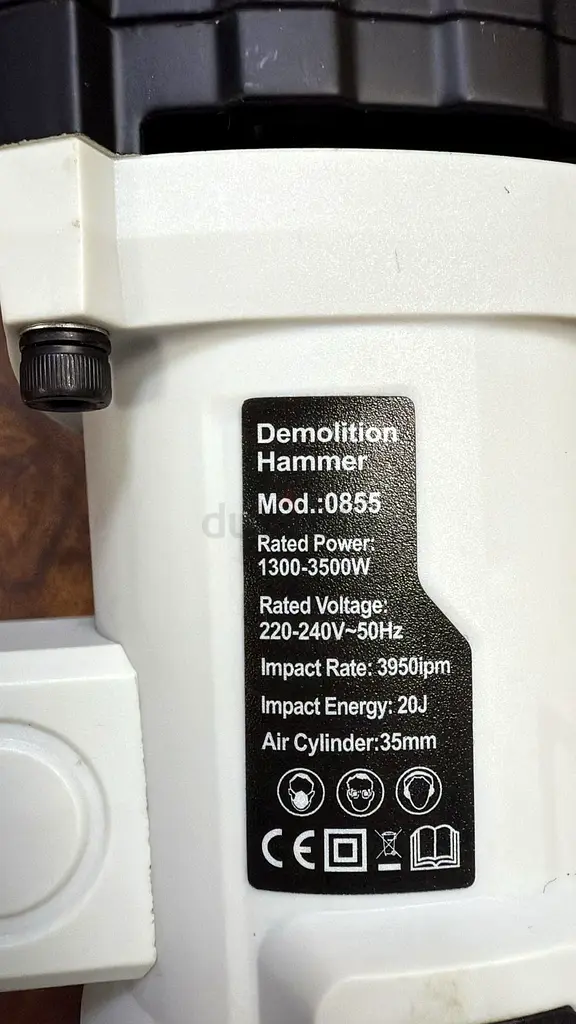 Demolition
Hammer
Mod.:0855
Rated Power:
1300-3500W
Rated Voltage:
220-240V~50Hz
Impact Rate: 3950ipm
Impact Energy: 20J
Air Cylinder:35mm
CE